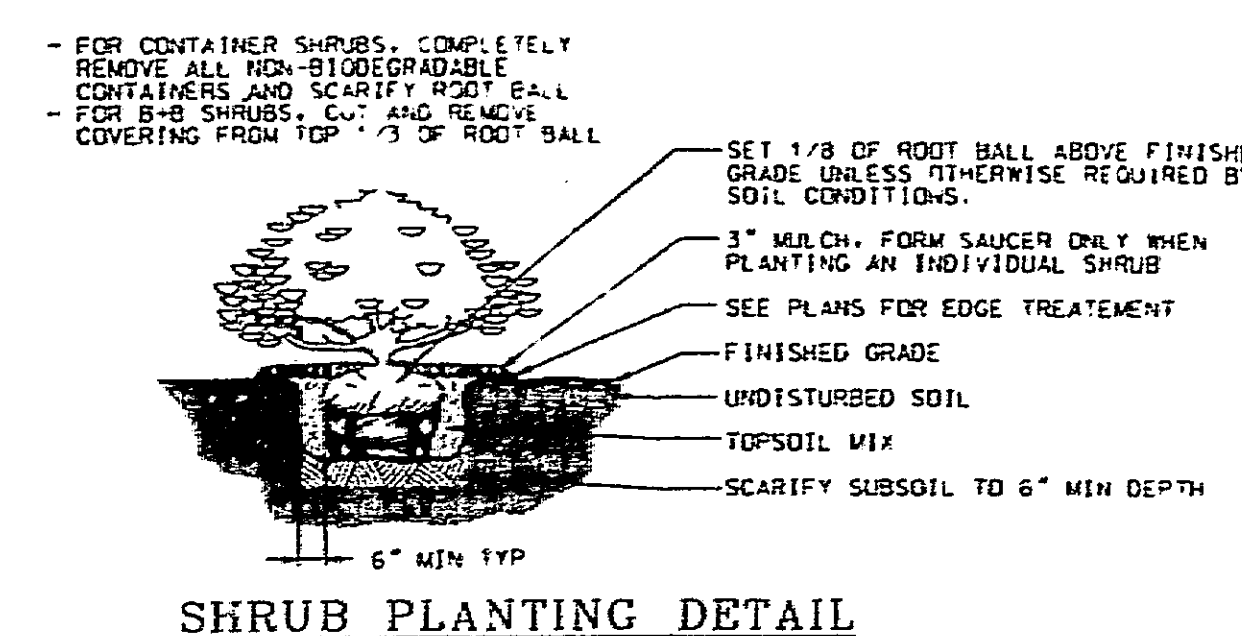 - FOR CONTAINER SHRUBS, COMPLETELY
REMOVE ALL NON-BIODEGRADABLE
CONTAINERS AND SCARIFY ROOT BALL
- FOR B+B SHRUBS, CUT AND REMOVE
COVERING FROM TOP 1/3 OF ROOT BALL
SET 1/8 OF ROOT BALL ABOVE FINISHE
GRADE UNLESS OTHERWISE REQUIRED B
SOIL CONDITIONS.
3" MULCH. FORM SAUCER ONLY WHEN
PLANTING AN INDIVIDUAL SHRUB
SEE PLANS FOR EDGE TREATEMENT
FINISHED GRADE
UNDISTURBED SOIL
TOPSOIL MIX
SCARIFY SUBSOIL TO 6" MIN DEPTH
6" MIN TYP
SHRUB PLANTING DETAIL